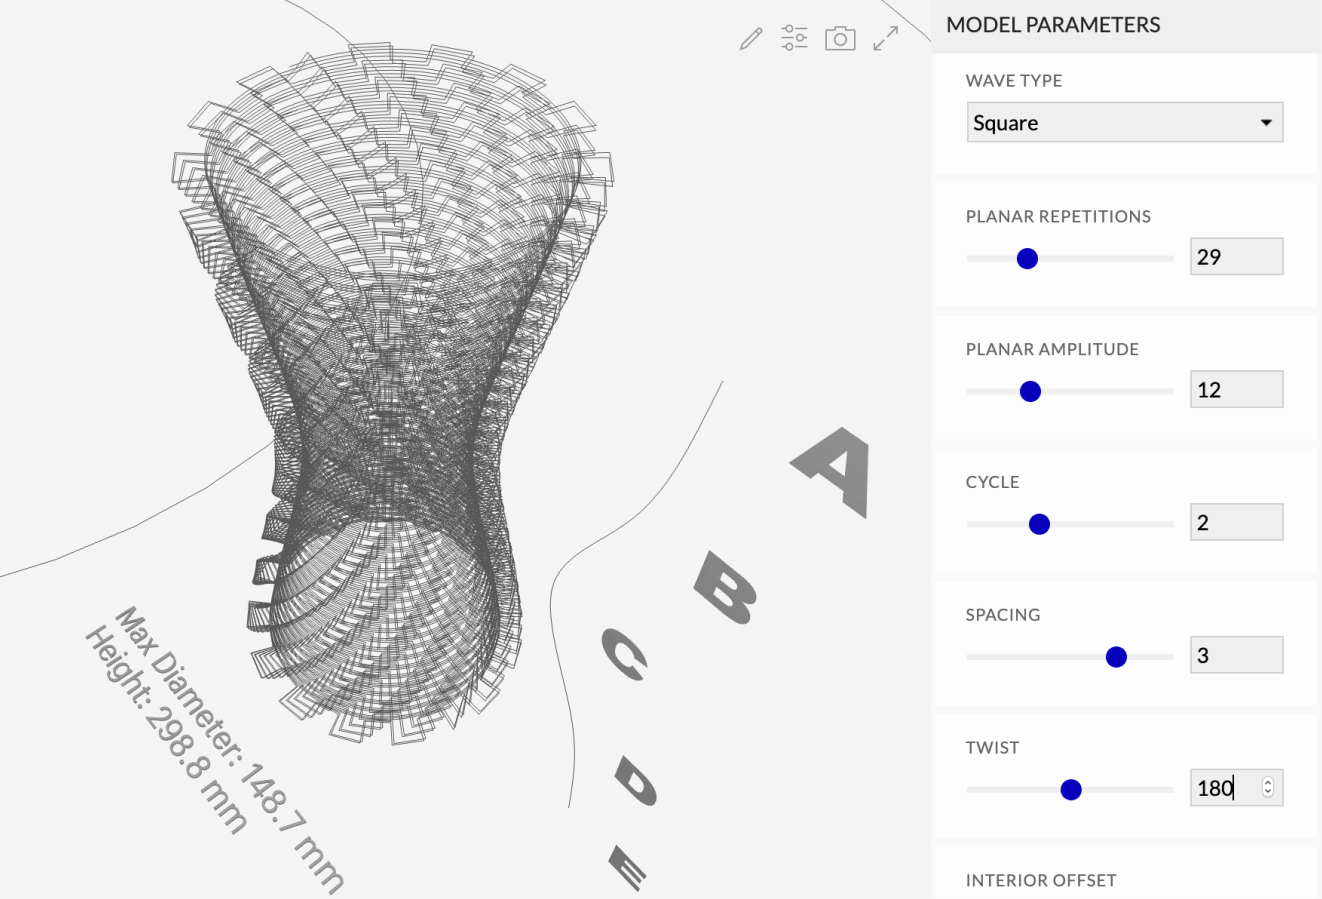 MODEL PARAMETERS
WAVE TYPE
Square
PLANAR REPETITIONS
29
PLANAR AMPLITUDE
12
CYCLE
2
SPACING
3
TWIST
180
INTERIOR OFFSET
A
B
C
D
E
Max Diameter: 148.7 mm
Height: 298.8 mm